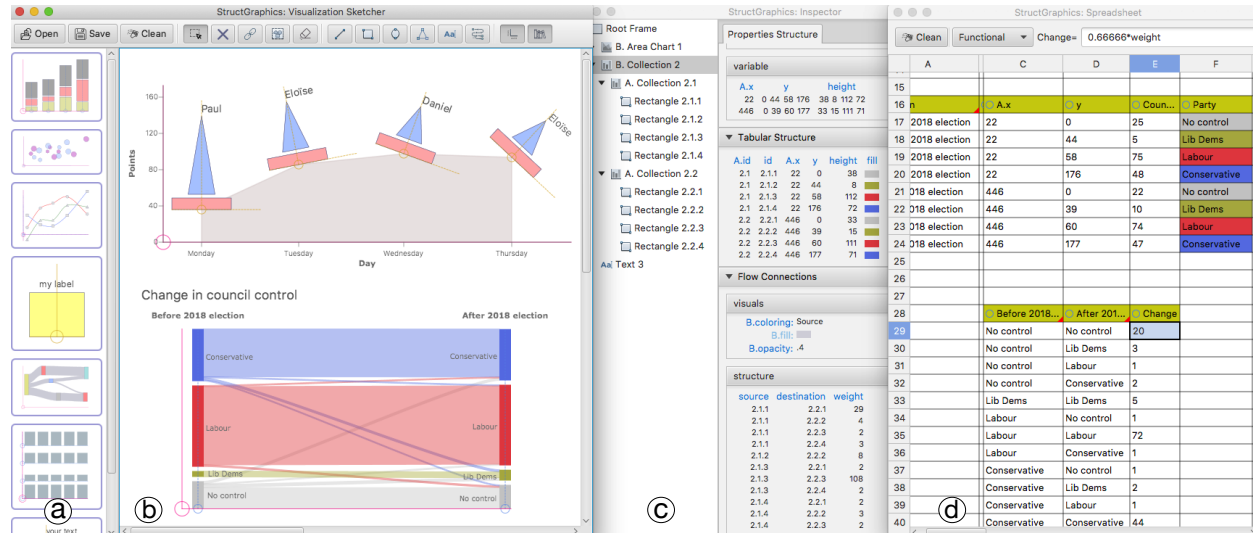 StructGraphics: Visualization Sketcher
Open Save Clean Aa
my label
your text
a
160
120
80
40
0
Points
Paul
Eloïse
Daniel
Eloïse
Monday Tuesday Wednesday Thursday
Day
Change in council control
Before 2018 election After 2018 election
Conservative Conservative
Labour Labour
Lib Dems Lib Dems
No control No control
b
StructGraphics: Inspector
Root Frame
B. Area Chart 1
B. Collection 2
A. Collection 2.1
Rectangle 2.1.1
Rectangle 2.1.2
Rectangle 2.1.3
Rectangle 2.1.4
A. Collection 2.2
Rectangle 2.2.1
Rectangle 2.2.2
Rectangle 2.2.3
Rectangle 2.2.4
Aa Text 3
c
Properties Structure
variable
A.x y height
22 0 44 58 176 38 8 112 72
446 0 39 60 177 33 15 111 71
Tabular Structure
A.id id A.x y height fill
2.1 2.1.1 22 0 38
2.1 2.1.2 22 44 8
2.1 2.1.3 22 58 112
2.1 2.1.4 22 176 72
2.2 2.2.1 446 0 33
2.2 2.2.2 446 39 15
2.2 2.2.3 446 60 111
2.2 2.2.4 446 177 71
Flow Connections
visuals
B.coloring: Source
B.fill:
B.opacity: .4
structure
source destination weight
2.1.1 2.2.1 29
2.1.1 2.2.2 4
2.1.1 2.2.3 2
2.1.1 2.2.4 3
2.1.2 2.2.2 8
2.1.3 2.2.1 2
2.1.3 2.2.3 108
2.1.3 2.2.4 2
2.1.4 2.2.1 2
2.1.4 2.2.2 3
2.1.4 2.2.3 2
StructGraphics: Spreadsheet
Clean Functional Change= 0.66666*weight
A C D E F
15
16 n A.x y Coun... Party
17 2018 election 22 0 25 No control
18 2018 election 22 44 5 Lib Dems
19 2018 election 22 58 75 Labour
20 2018 election 22 176 48 Conservative
21 018 election 446 0 22 No control
22 018 election 446 39 10 Lib Dems
23 018 election 446 60 74 Labour
24 018 election 446 177 47 Conservative
25
26
27
28 Before 2018... After 201... Change
29 No control No control 20
30 No control Lib Dems 3
31 No control Labour 1
32 No control Conservative 2
33 Lib Dems Lib Dems 5
34 Labour No control 1
35 Labour Labour 72
36 Labour Conservative 1
37 Conservative No control 1
38 Conservative Lib Dems 2
39 Conservative Labour 1
40 Conservative Conservative 44
d